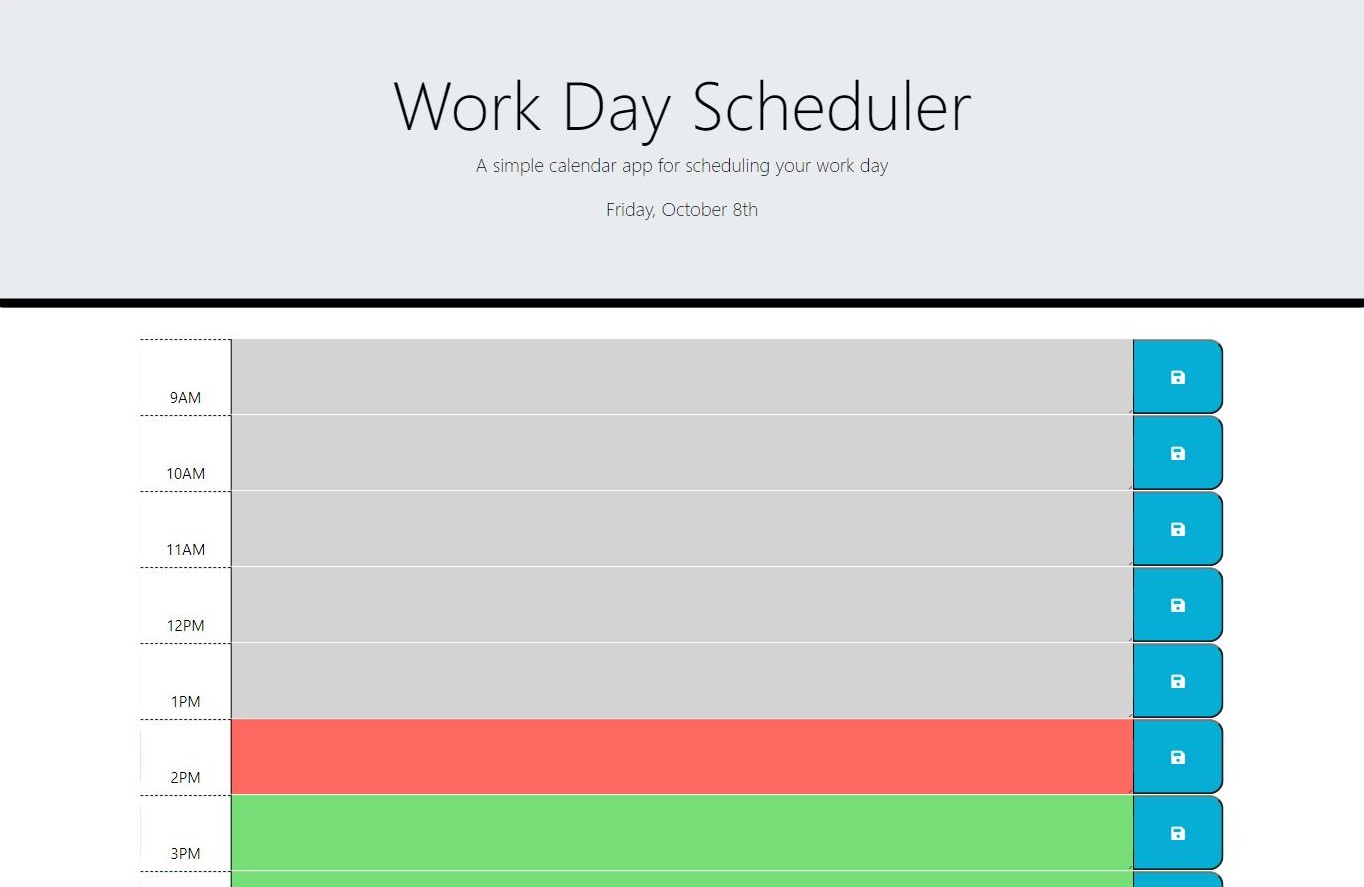 Work Day Scheduler
A simple calendar app for scheduling your work day
Friday, October 8th
9AM
10AM
11AM
12PM
1PM
2PM
3PM